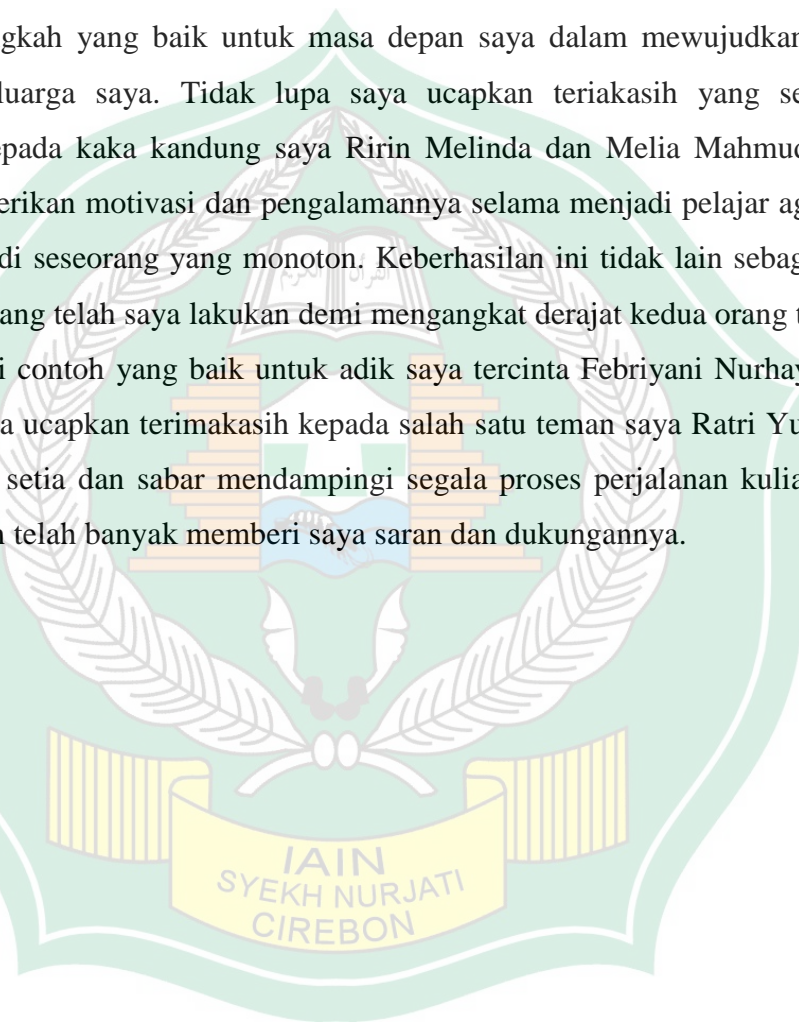 gkah yang baik untuk masa depan saya dalam mewujudkan
luarga saya. Tidak lupa saya ucapkan teriakasih yang se
epada kaka kandung saya Ririn Melinda dan Melia Mahmud
erikan motivasi dan pengalamannya selama menjadi pelajar ag
di seseorang yang monoton. Keberhasilan ini tidak lain sebag
ang telah saya lakukan demi mengangkat derajat kedua orang t
i contoh yang baik untuk adik saya tercinta Febriyani Nurhay
a ucapkan terimakasih kepada salah satu teman saya Ratri Yu
setia dan sabar mendampingi segala proses perjalanan kulia
n telah banyak memberi saya saran dan dukungannya.
القرآن الكريم
IAIN
SYEKH NURJATI
CIREBON